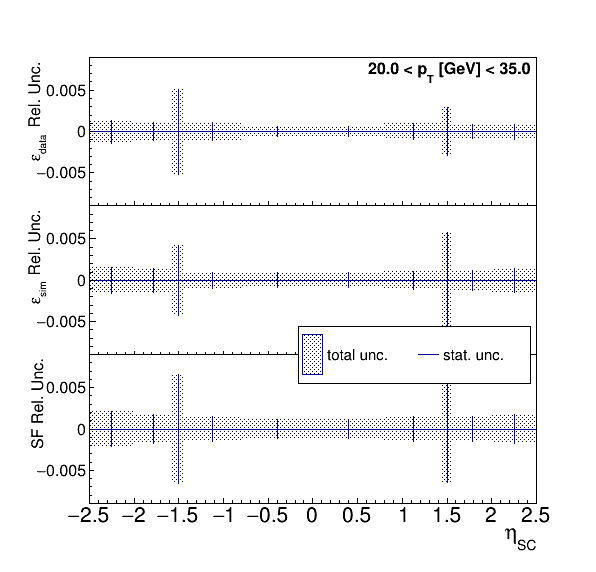 20.0 < p_T [GeV] < 35.0
ε_data Rel. Unc.
0.005
0
−0.005
ε_sim Rel. Unc.
0.005
0
−0.005
total unc.
stat. unc.
SF Rel. Unc.
0.005
0
−0.005
−2.5 −2 −1.5 −1 −0.5 0 0.5 1 1.5 2 2.5
η_SC